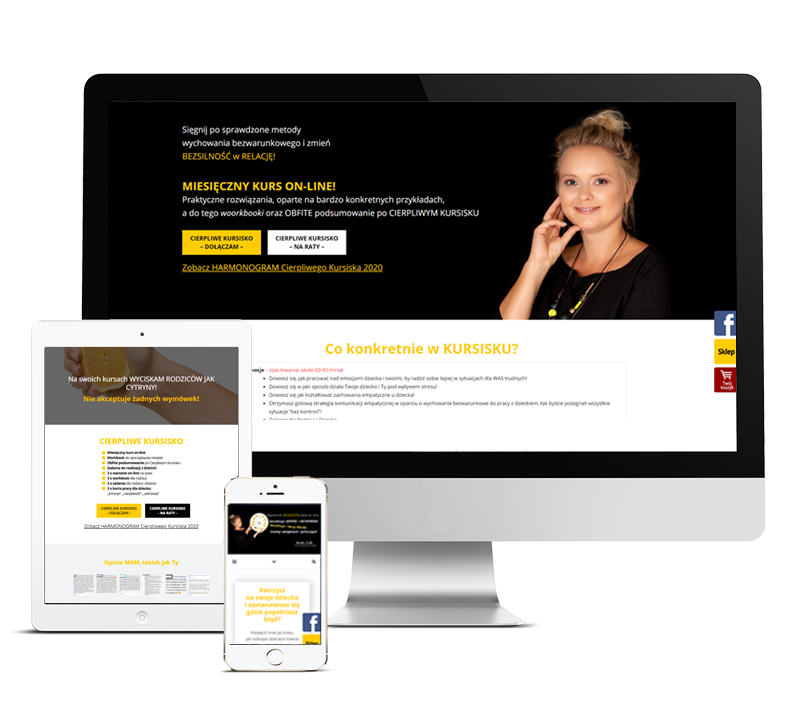 Sięgnij po sprawdzone metody
wychowania bezwarunkowego i zmień
BEZSILNOŚĆ w RELACJĘ!
MIESIĘCZNY KURS ON-LINE!
Praktyczne rozwiązania, oparte na bardzo konkretnych przykładach,
a do tego woorkbooki oraz OBFITE podsumowanie po CIERPLIWYM KURSISKU
CIERPLIWE KURSISKO
– DOŁĄCZAM –
CIERPLIWE KURSISKO
– NA RATY –
Zobacz HARMONOGRAM Cierpliwego Kursiska 2020
f
Sklep
Twój
koszyk
Co konkretnie w KURSISKU?
mocje - czas trwania: około 60-90 minut
Dowiesz się, jak pracować nad emocjami dziecka i swoimi, by radzić sobie lepiej w sytuacjach dla WAS trudnych!
Dowiesz się w jaki sposób działa Twoje dziecko i Ty pod wpływem stresu!
Dowiesz się jak kształtować zachowania empatyczne u dziecka!
Otrzymasz gotową strategię komunikacji empatycznej w oparciu o wychowanie bezwarunkowe do pracy z dzieckiem, tak byście pożegnali wszystkie
sytuacje "bez kontroli"!
Na swoich kursach WYCISKAM RODZICÓW JAK
CYTRYNY!
Nie akceptuje żadnych wymówek!
CIERPLIWE KURSISKO
Miesięczny kurs on-line
Workbook do sporządzania notatek
Obfite podsumowanie po Cierpliwym Kursisku
Zadania do realizacji z dziećmi
3 x warsztat on-line na żywo
3 x workbook dla rodzica
3 x zadania dla rodzica i dziecka
3 x karta pracy dla dziecka:
„emocje", „cierpliwość", „odmowa"
CIERPLIWE KURSISKO
– DOŁĄCZAM –
CIERPLIWE KURSISKO
– NA RATY –
Zobacz HARMONOGRAM Cierpliwego Kursiska 2020
Opinie MAM, takich jak Ty
Patrzysz
na swoje dziecko
i zastanawiasz się
gdzie popełniasz
błąd?
f